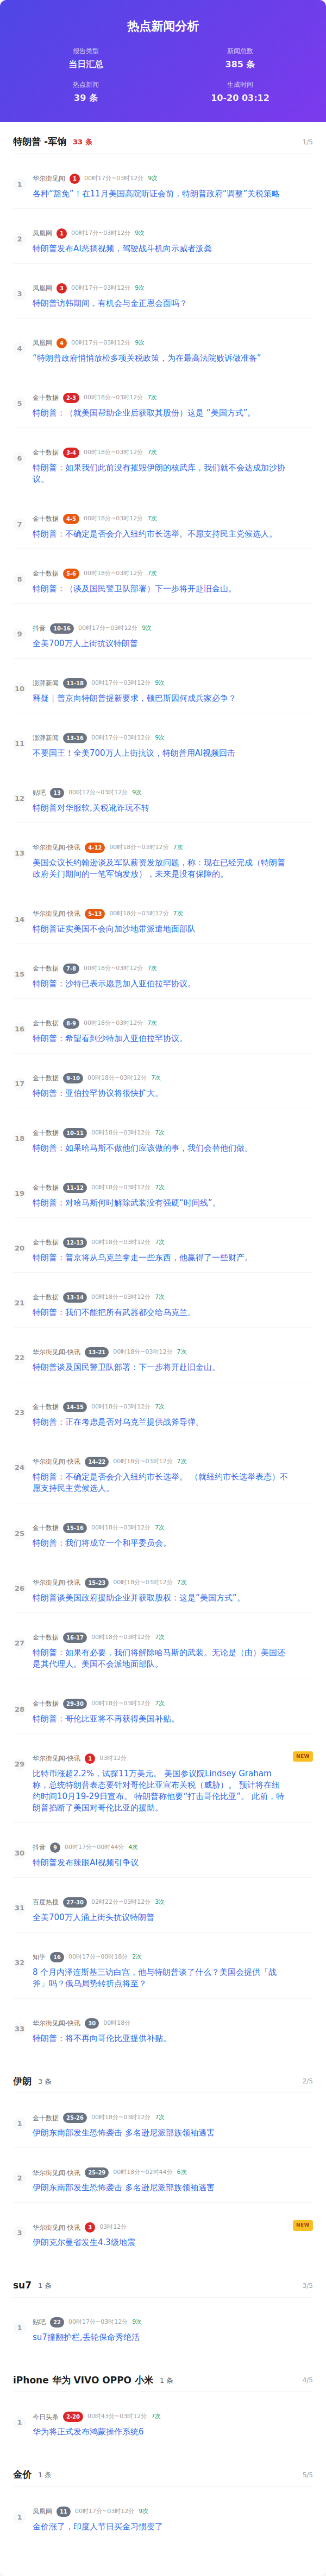 热点新闻分析
报告类型
新闻总数
当日汇总
385 条
热点新闻
生成时间
39 条
10-20 03:12
特朗普 -军饷 33 条 1/5
1
华尔街见闻 1 00时17分~03时12分 9次
各种“豁免”！在11月美国高院听证会前，特朗普政府“调整”关税策略
2
凤凰网 1 00时17分~03时12分 9次
特朗普发布AI恶搞视频，驾驶战斗机向示威者泼粪
3
凤凰网 3 00时17分~03时12分 9次
特朗普访韩期间，有机会与金正恩会面吗？
4
凤凰网 4 00时17分~03时12分 9次
“特朗普政府悄悄放松多项关税政策，为在最高法院败诉做准备”
5
金十数据 2-3 00时18分~03时12分 7次
特朗普：（就美国帮助企业后获取其股份）这是 “美国方式”。
6
金十数据 3-4 00时18分~03时12分 7次
特朗普：如果我们此前没有摧毁伊朗的核武库，我们就不会达成加沙协
议。
7
金十数据 4-5 00时18分~03时12分 7次
特朗普：不确定是否会介入纽约市长选举。不愿支持民主党候选人。
8
金十数据 5-6 00时18分~03时12分 7次
特朗普：（谈及国民警卫队部署）下一步将开赴旧金山。
9
抖音 10-16 00时17分~03时12分 9次
全美700万人上街抗议特朗普
10
澎湃新闻 11-18 00时17分~03时12分 9次
释疑｜普京向特朗普提新要求，顿巴斯因何成兵家必争？
11
澎湃新闻 13-16 00时17分~03时12分 9次
不要国王！全美700万人上街抗议，特朗普用AI视频回击
12
贴吧 13 00时17分~03时12分 9次
特朗普对华服软,关税讹诈玩不转
13
华尔街见闻-快讯 4-12 00时18分~03时12分 7次
美国众议长约翰逊谈及军队薪资发放问题，称：现在已经完成（特朗普
政府关门期间的一笔军饷发放），未来是没有保障的。
14
华尔街见闻-快讯 5-13 00时18分~03时12分 7次
特朗普证实美国不会向加沙地带派遣地面部队
15
金十数据 7-8 00时18分~03时12分 7次
特朗普：沙特已表示愿意加入亚伯拉罕协议。
16
金十数据 8-9 00时18分~03时12分 7次
特朗普：希望看到沙特加入亚伯拉罕协议。
17
金十数据 9-10 00时18分~03时12分 7次
特朗普：亚伯拉罕协议将很快扩大。
18
金十数据 10-11 00时18分~03时12分 7次
特朗普：如果哈马斯不做他们应该做的事，我们会替他们做。
19
金十数据 11-12 00时18分~03时12分 7次
特朗普：对哈马斯何时解除武装没有强硬“时间线”。
20
金十数据 12-13 00时18分~03时12分 7次
特朗普：普京将从乌克兰拿走一些东西，他赢得了一些财产。
21
金十数据 13-14 00时18分~03时12分 7次
特朗普：我们不能把所有武器都交给乌克兰。
22
华尔街见闻-快讯 13-21 00时18分~03时12分 7次
特朗普谈及国民警卫队部署：下一步将开赴旧金山。
23
金十数据 14-15 00时18分~03时12分 7次
特朗普：正在考虑是否对乌克兰提供战斧导弹。
24
华尔街见闻-快讯 14-22 00时18分~03时12分 7次
特朗普：不确定是否会介入纽约市长选举。 （就纽约市长选举表态）不
愿支持民主党候选人。
25
金十数据 15-16 00时18分~03时12分 7次
特朗普：我们将成立一个和平委员会。
26
华尔街见闻-快讯 15-23 00时18分~03时12分 7次
特朗普谈美国政府援助企业并获取股权：这是”美国方式”。
27
金十数据 16-17 00时18分~03时12分 7次
特朗普：如果有必要，我们将解除哈马斯的武装。无论是（由）美国还
是其代理人。美国不会派地面部队。
28
金十数据 29-30 00时18分~03时12分 7次
特朗普：哥伦比亚将不再获得美国补贴。
29
华尔街见闻-快讯 1 03时12分 NEW
比特币涨超2.2%，试探11万美元。 美国参议院Lindsey Graham
称，总统特朗普表态要针对哥伦比亚宣布关税（威胁）。 预计将在纽
约时间10月19-29日宣布。 特朗普称他要“打击哥伦比亚”。 此前，特
朗普掐断了美国对哥伦比亚的援助。
30
抖音 9 00时17分~00时44分 4次
特朗普发布辣眼AI视频引争议
31
百度热搜 27-30 02时22分~03时12分 3次
全美700万人涌上街头抗议特朗普
32
知乎 16 00时17分~00时18分 2次
8 个月内泽连斯基三访白宫，他与特朗普谈了什么？美国会提供「战
斧」吗？俄乌局势转折点将至？
33
华尔街见闻-快讯 30 00时18分
特朗普：将不再向哥伦比亚提供补贴。
伊朗 3 条 2/5
1
金十数据 25-26 00时18分~03时12分 7次
伊朗东南部发生恐怖袭击 多名逊尼派部族领袖遇害
2
华尔街见闻-快讯 25-29 00时18分~02时44分 6次
伊朗东南部发生恐怖袭击 多名逊尼派部族领袖遇害
3
华尔街见闻-快讯 3 03时12分 NEW
伊朗克尔曼省发生4.3级地震
su7 1 条 3/5
1
贴吧 22 00时17分~03时12分 9次
su7撞翻护栏,丢轮保命秀绝活
iPhone 华为 VIVO OPPO 小米 1 条 4/5
1
今日头条 2-20 00时43分~03时12分 7次
华为将正式发布鸿蒙操作系统6
金价 1 条 5/5
1
凤凰网 11 00时17分~03时12分 9次
金价涨了，印度人节日买金习惯变了